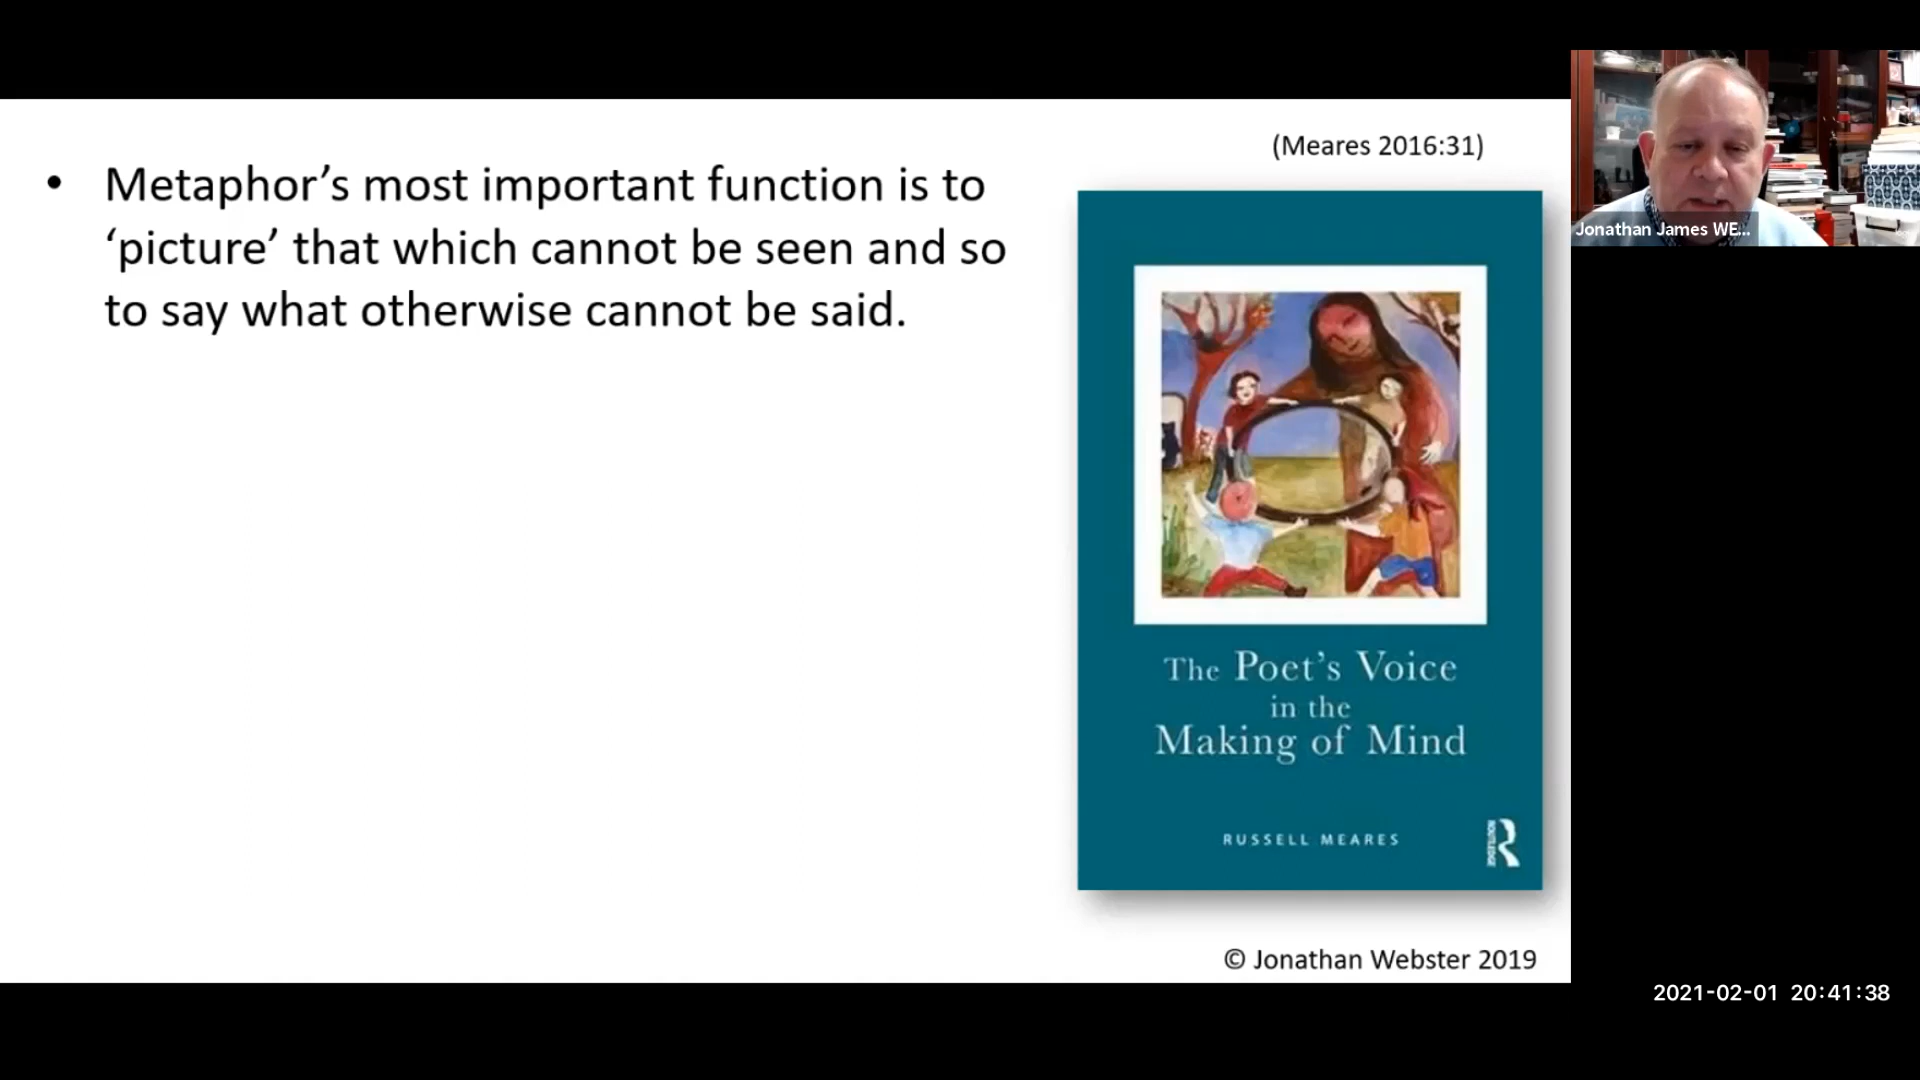 (Meares 2016:31)
• Metaphor’s most important function is to
‘picture’ that which cannot be seen and so
to say what otherwise cannot be said.
The Poet’s Voice
in the
Making of Mind
RUSSELL MEARES
ROUTLEDGE
© Jonathan Webster 2019
Jonathan James WE...
2021-02-01 20:41:38